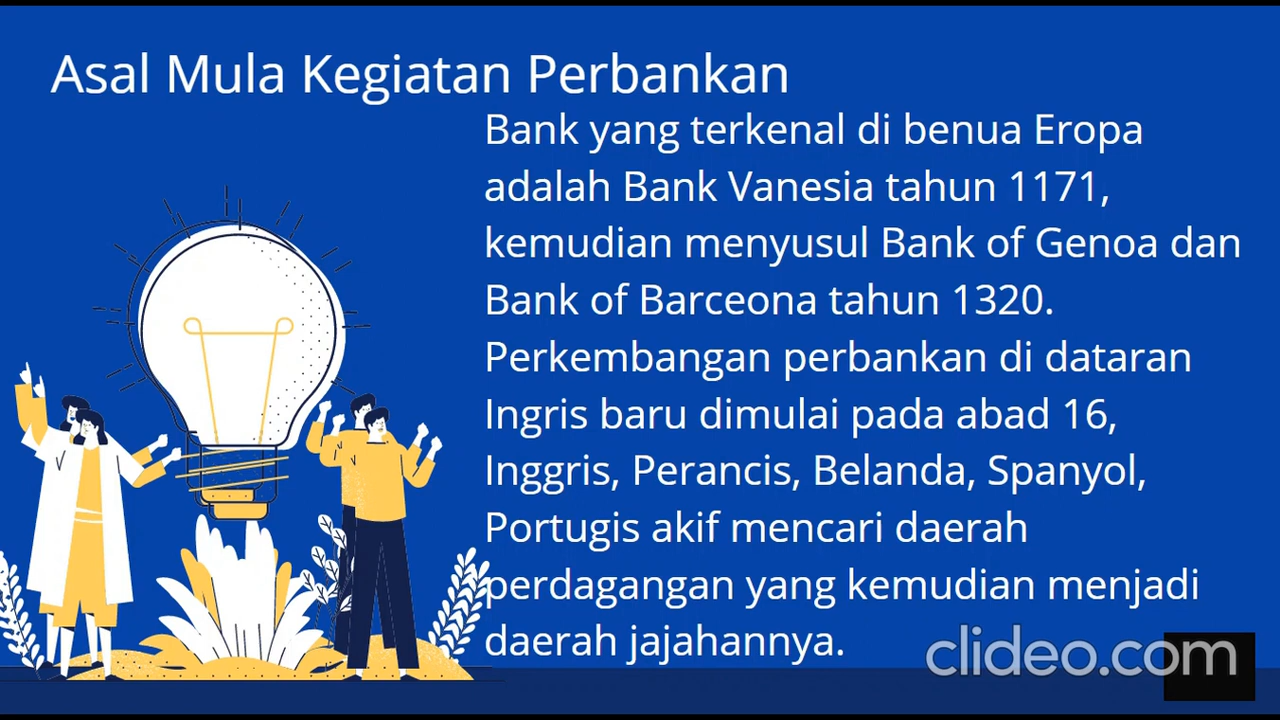 Asal Mula Kegiatan Perbankan
Bank yang terkenal di benua Eropa
adalah Bank Vanesia tahun 1171,
kemudian menyusul Bank of Genoa dan
Bank of Barceona tahun 1320.
Perkembangan perbankan di dataran
Ingris baru dimulai pada abad 16,
Inggris, Perancis, Belanda, Spanyol,
Portugis akif mencari daerah
perdagangan yang kemudian menjadi
daerah jajahannya.
clideo.com